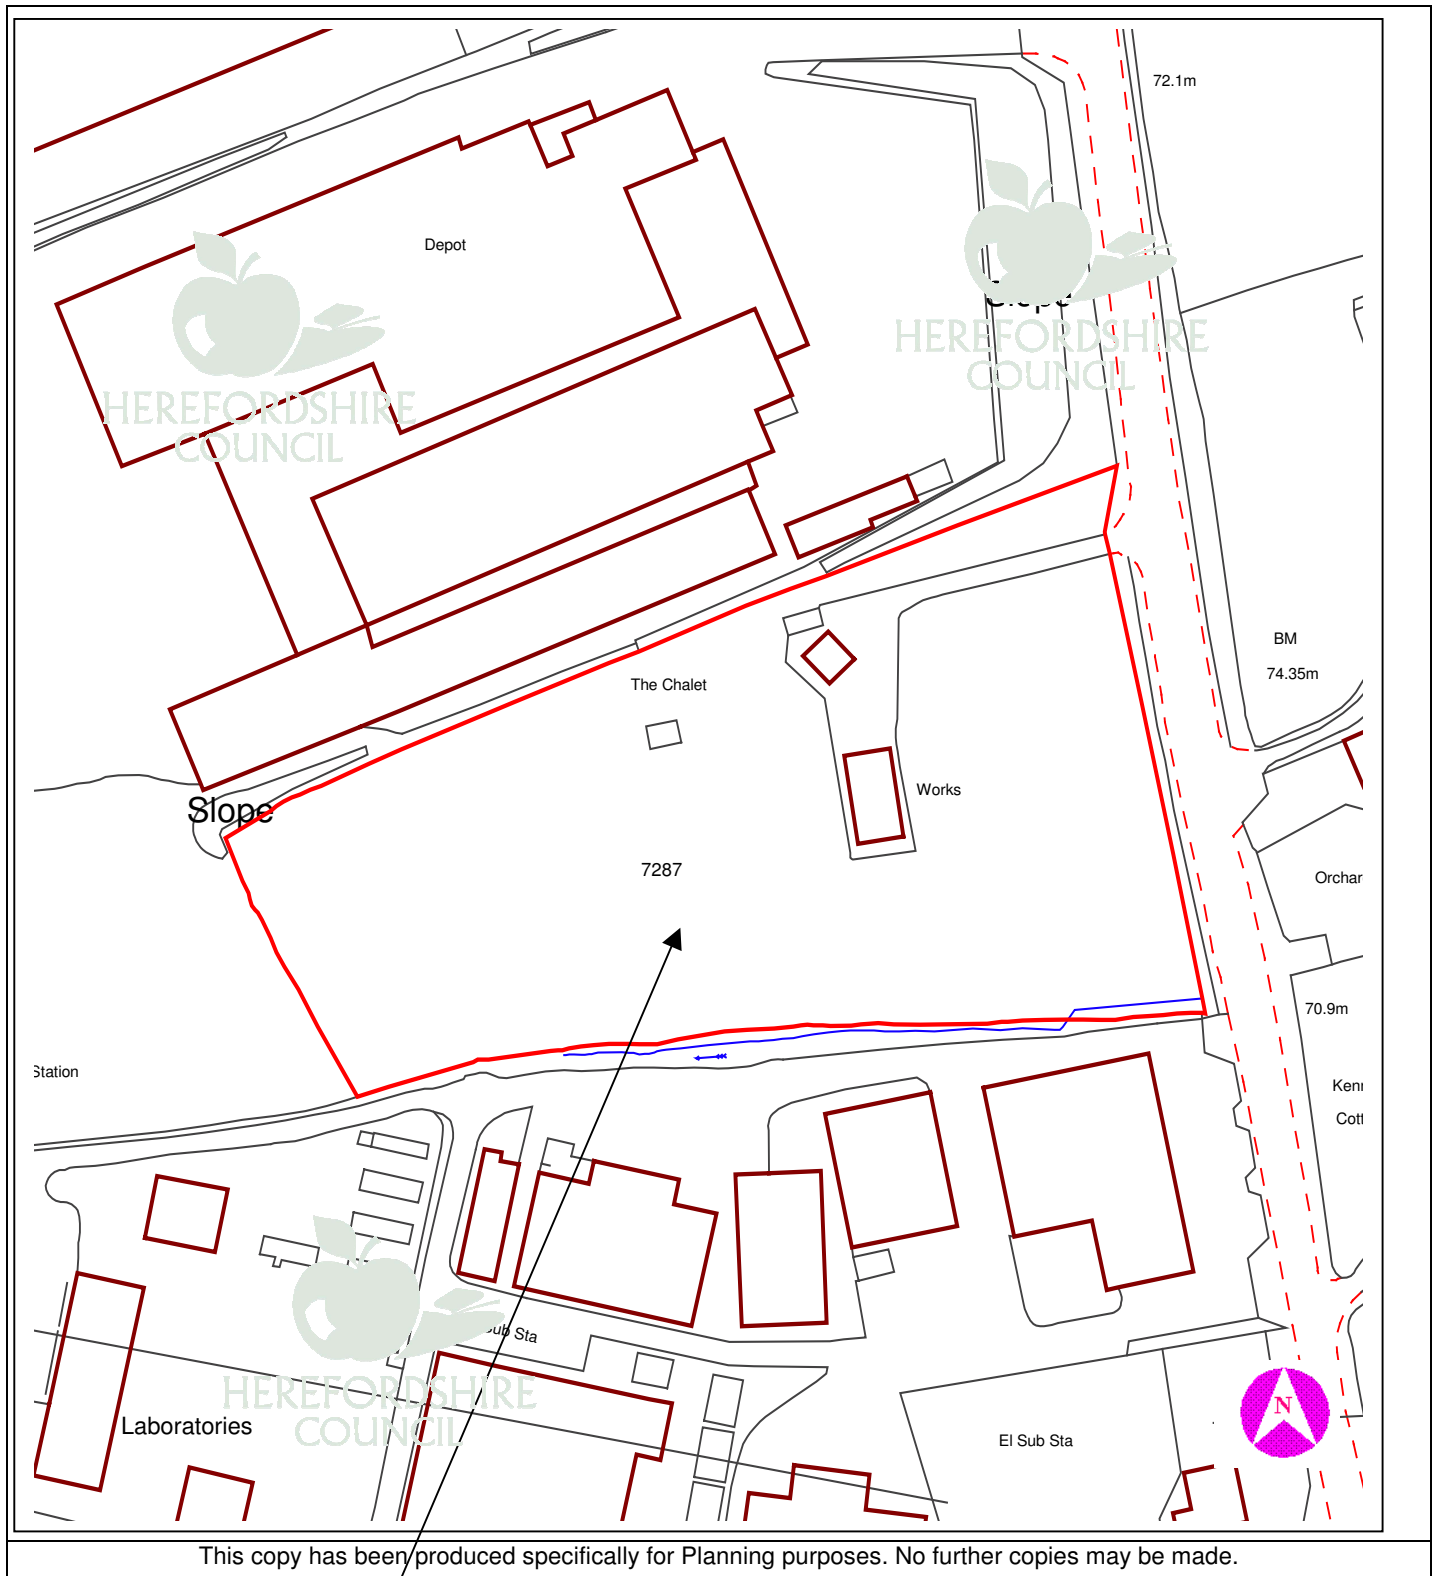 72.1m
Depot
HEREFORDSHIRE
COUNCIL
Slope
HEREFORDSHIRE
COUNCIL
BM
74.35m
The Chalet
Works
Slope
7287
Orchar
70.9m
Station
Cott
Sub Sta
HEREFORDSHIRE
COUNCIL
Laboratories
El Sub Sta
N
This copy has been produced specifically for Planning purposes. No further copies may be made.